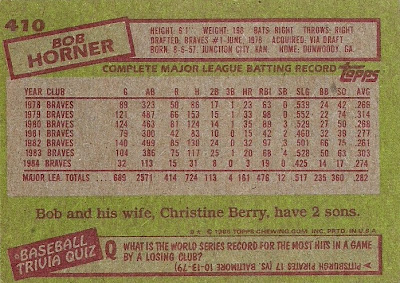 410
BOB
HORNER
HEIGHT: 6'1" WEIGHT: BATS: RIGHT THROWS: RIGHT
DRAFTED: BRAVES #1-JUNE, 1978 ACQUIRED: VIA DRAFT
BORN: 8-6-57, JUNCTION CITY, KAN. HOME: DUNWOODY, GA.
COMPLETE MAJOR LEAGUE BATTING RECORD Topps
YEAR CLUB G AB R H 2B 3B HR RBI SB SLG BB SO AVG
1978 BRAVES 89 323 50 86 17 1 23 63 0 .539 24 42 .266
1979 BRAVES 121 487 66 153 15 1 33 98 0 .552 22 74 .314
1980 BRAVES 124 463 81 124 14 1 35 89 3 .529 27 50 .268
1981 BRAVES 79 300 42 83 10 0 15 42 2 .460 32 39 .277
1982 BRAVES 140 499 85 130 24 0 32 97 3 .501 66 75 .261
1983 BRAVES 104 386 75 117 25 1 20 68 4 .528 50 63 .303
1984 BRAVES 32 113 15 31 8 0 3 19 0 .425 14 17 .274
MAJOR LEA. TOTALS 689 2571 414 724 113 4 161 476 12 .517 235 360 .282
Bob and his wife, Christine Berry, have 2 sons.
© 1985 TOPPS CHEWING GUM, INC. PRTD. IN U.S.A.
BASEBALL
TRIVIA QUIZ
Q WHAT IS THE WORLD SERIES RECORD FOR THE MOST HITS IN A GAME
BY A LOSING CLUB?
PITTSBURGH PIRATES 17 (VS. BALTIMORE 10-13-79)